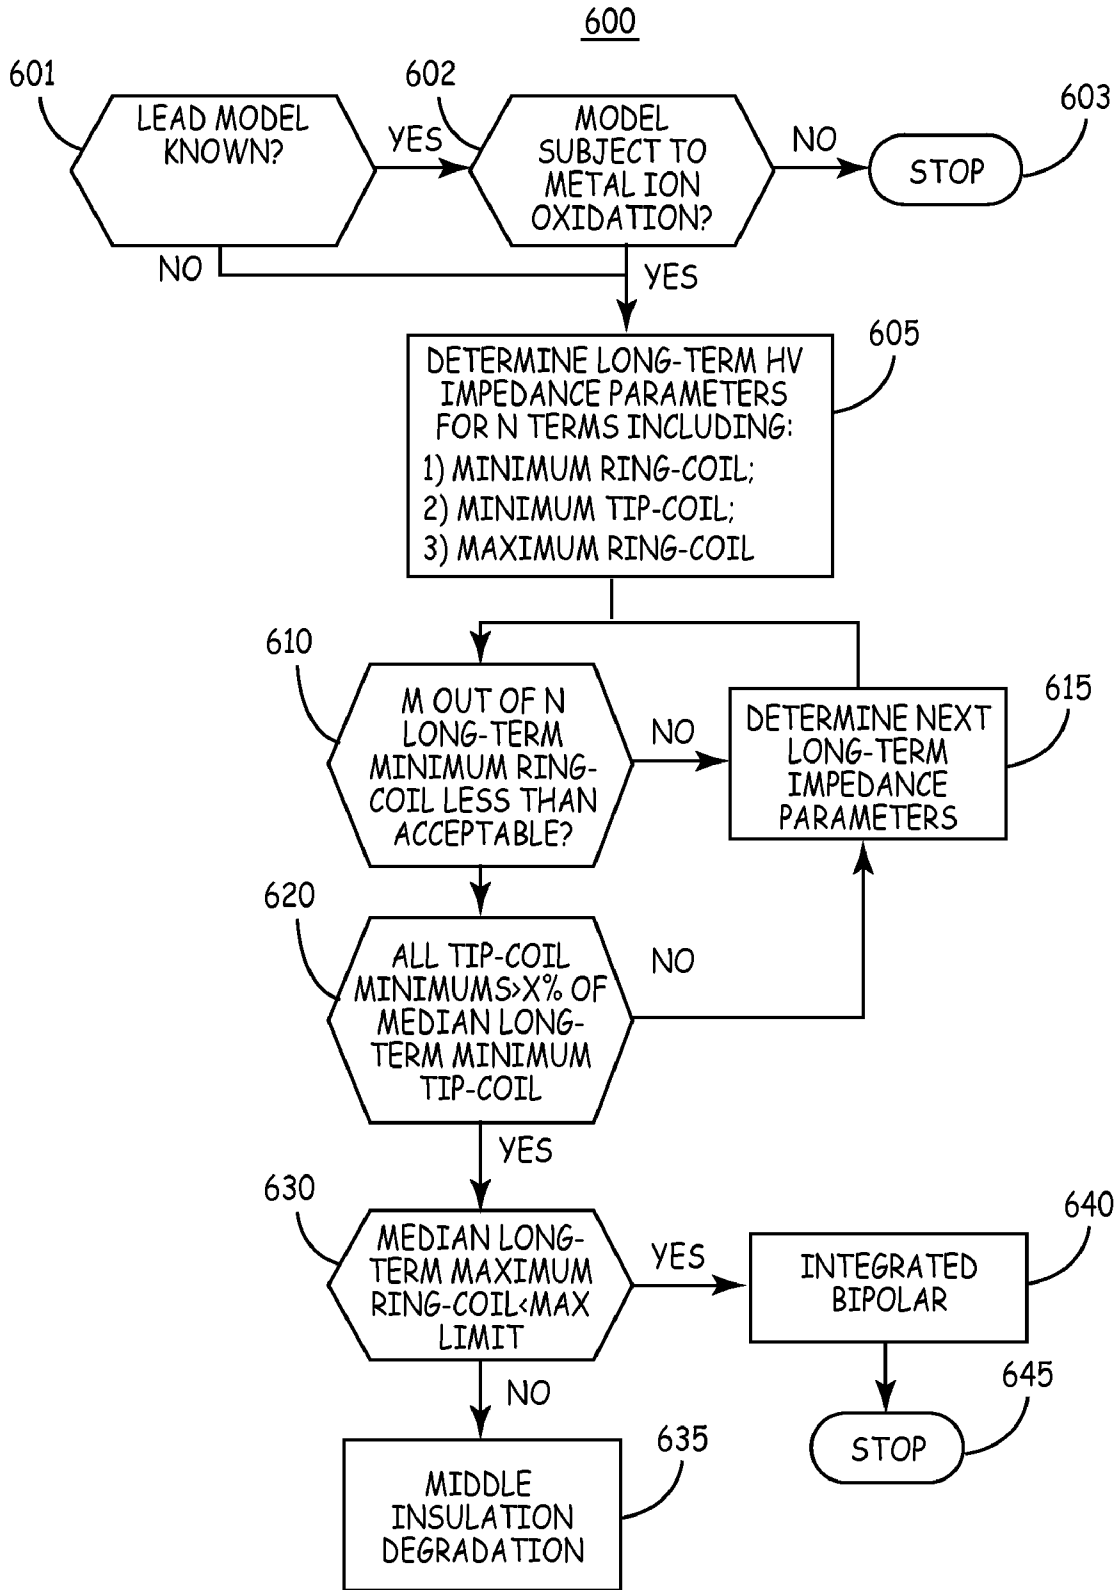 600
601
LEAD MODEL
KNOWN?
YES
602
MODEL
SUBJECT TO
METAL ION
OXIDATION?
NO
603
STOP
NO
YES
605
DETERMINE LONG-TERM HV
IMPEDANCE PARAMETERS
FOR N TERMS INCLUDING:
1) MINIMUM RING-COIL;
2) MINIMUM TIP-COIL;
3) MAXIMUM RING-COIL
610
M OUT OF N
LONG-TERM
MINIMUM RING-
COIL LESS THAN
ACCEPTABLE?
NO
615
DETERMINE NEXT
LONG-TERM
IMPEDANCE
PARAMETERS
620
ALL TIP-COIL
MINIMUMS>X% OF
MEDIAN LONG-
TERM MINIMUM
TIP-COIL
NO
YES
630
MEDIAN LONG-
TERM MAXIMUM
RING-COIL<MAX
LIMIT
YES
640
INTEGRATED
BIPOLAR
NO
645
STOP
635
MIDDLE
INSULATION
DEGRADATION